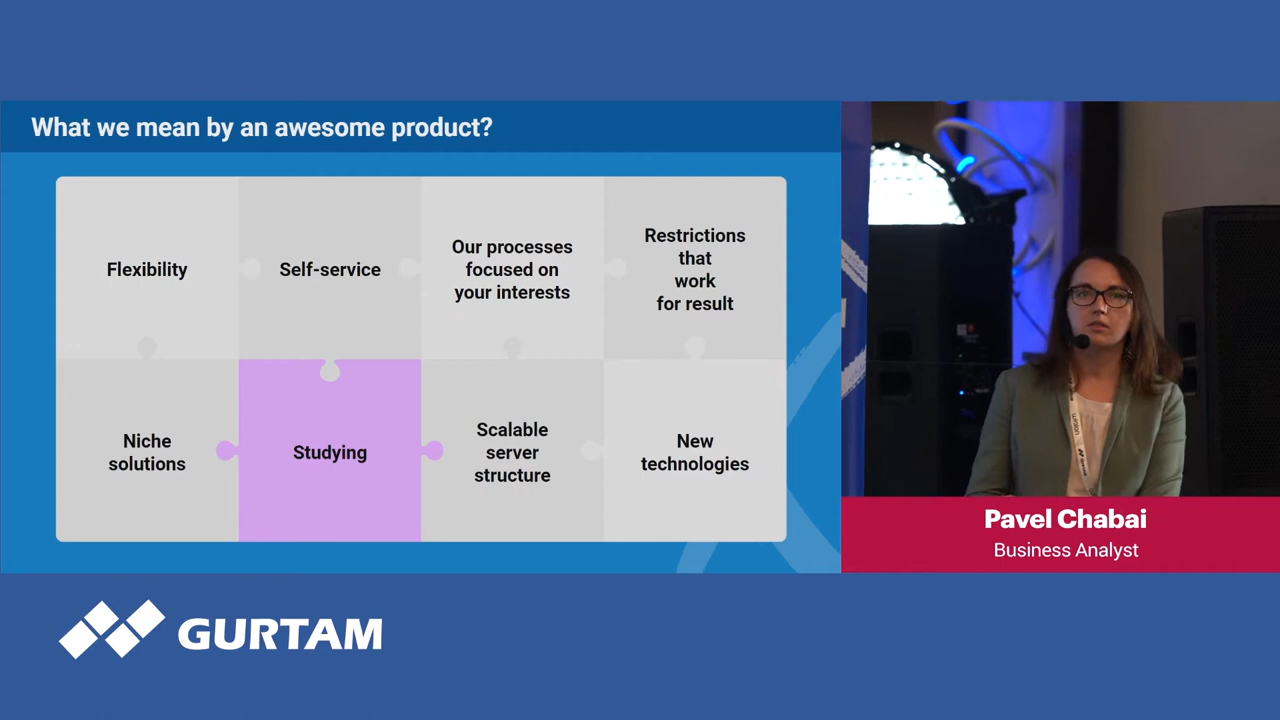 What we mean by an awesome product?
Flexibility
Self-service
Our processes
focused on
your interests
Restrictions
that
work
for result
Niche
solutions
Studying
Scalable
server
structure
New
technologies
Pavel Chabai
Business Analyst
GURTAM